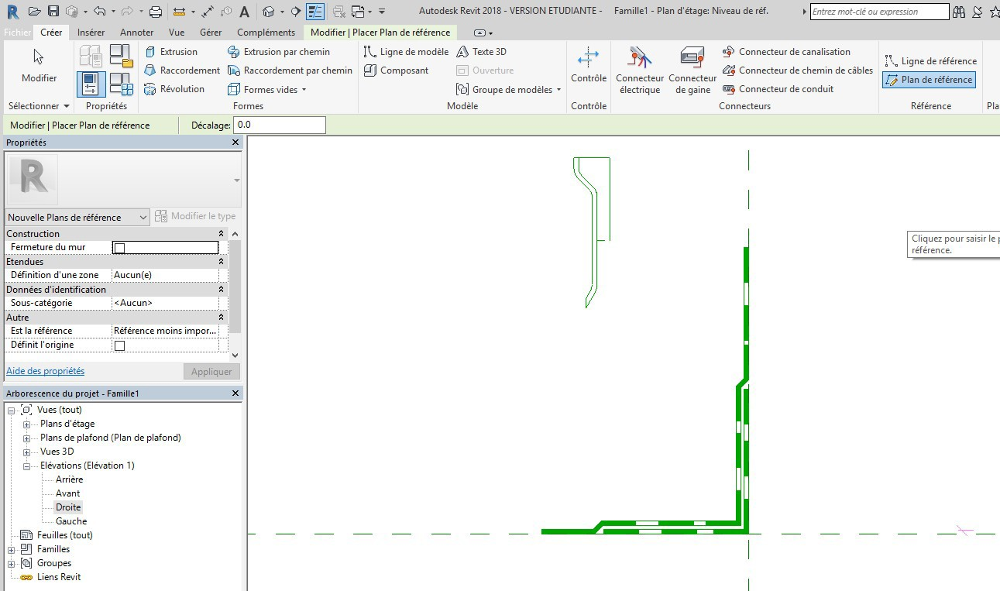 Autodesk Revit 2018 - VERSION ETUDIANTE - Famille1 - Plan d'étage: Niveau de réf.
Entrez mot-clé ou expression
Fichier Créer Insérer Annoter Vue Gérer Compléments Modifier | Placer Plan de référence
Modifier
Sélectionner
Propriétés
Extrusion
Raccordement
Révolution
Extrusion par chemin
Raccordement par chemin
Formes vides
Formes
Ligne de modèle
Composant
Texte 3D
Ouverture
Groupe de modèles
Modèle
Contrôle
Contrôle
Connecteur
électrique
Connecteur
de gaine
Connecteur de canalisation
Connecteur de chemin de câbles
Connecteur de conduit
Connecteurs
Ligne de référence
Plan de référence
Référence
Pla
Modifier | Placer Plan de référence
Décalage: 0.0
Propriétés
R
Nouvelle Plans de référence
Modifier le type
Construction
Fermeture du mur
Etendues
Définition d'une zone Aucun(e)
Données d'identification
Sous-catégorie <Aucun>
Autre
Est la référence Référence moins impor...
Définit l'origine
Aide des propriétés
Appliquer
Arborescence du projet - Famille1
Vues (tout)
Plans d'étage
Plans de plafond (Plan de plafond)
Vues 3D
Elévations (Elévation 1)
Arrière
Avant
Droite
Gauche
Feuilles (tout)
Familles
Groupes
Liens Revit
Cliquez pour saisir le p
référence.